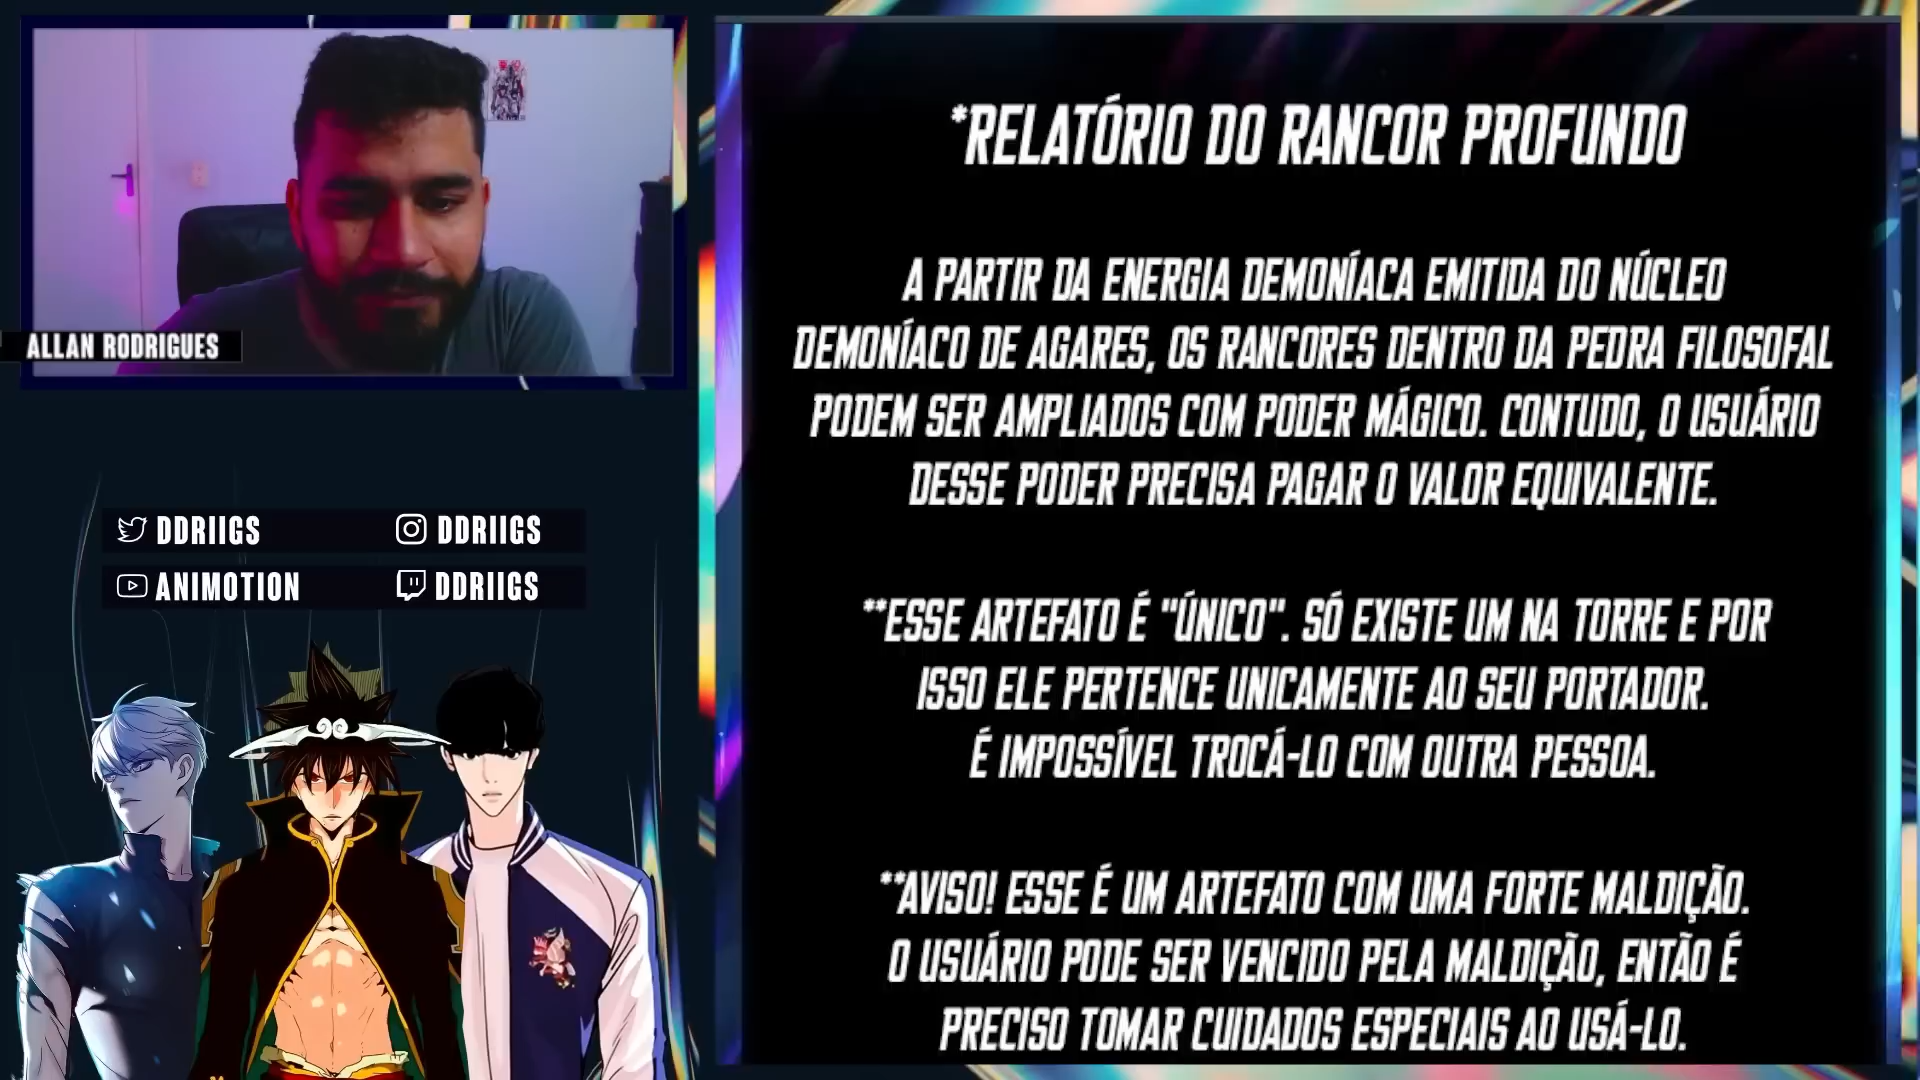 ALLAN RODRIGUES
DDRIIGS
DDRIIGS
ANIMOTION
DDRIIGS
*RELATÓRIO DO RANCOR PROFUNDO
A PARTIR DA ENERGIA DEMONÍACA EMITIDA DO NÚCLEO
DEMONÍACO DE AGARES, OS RANCORES DENTRO DA PEDRA FILOSOFAL
PODEM SER AMPLIADOS COM PODER MÁGICO. CONTUDO, O USUÁRIO
DESSE PODER PRECISA PAGAR O VALOR EQUIVALENTE.
**ESSE ARTEFATO É "ÚNICO". SÓ EXISTE UM NA TORRE E POR
ISSO ELE PERTENCE UNICAMENTE AO SEU PORTADOR.
É IMPOSSÍVEL TROCÁ-LO COM OUTRA PESSOA.
**AVISO! ESSE É UM ARTEFATO COM UMA FORTE MALDIÇÃO.
O USUÁRIO PODE SER VENCIDO PELA MALDIÇÃO, ENTÃO É
PRECISO TOMAR CUIDADOS ESPECIAIS AO USÁ-LO.